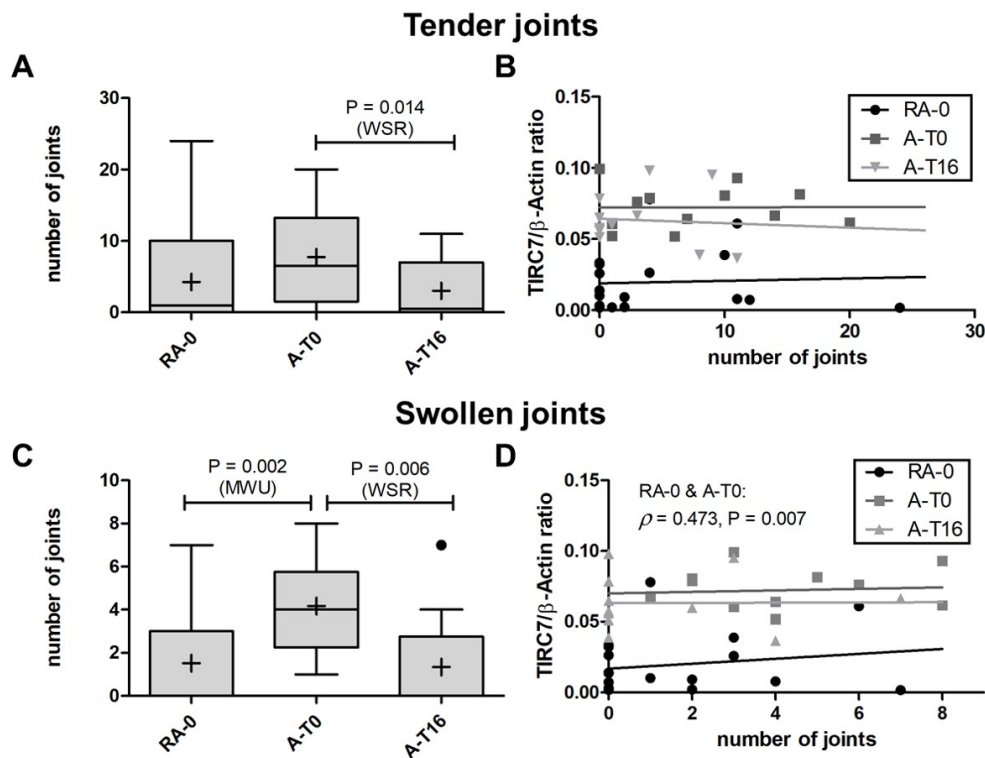 Tender joints
A
number of joints
30
20
10
0
P = 0.014
(WSR)
RA-0
A-T0
A-T16
B
TIRC7/β-Actin ratio
0.15
0.10
0.05
0.00
RA-0
A-T0
A-T16
0
10
20
30
number of joints
Swollen joints
C
number of joints
10
8
6
4
2
0
P = 0.002
(MWU)
P = 0.006
(WSR)
RA-0
A-T0
A-T16
D
TIRC7/β-Actin ratio
0.15
0.10
0.05
0.00
RA-0 & A-T0:
ρ = 0.473, P = 0.007
RA-0
A-T0
A-T16
0
2
4
6
8
number of joints